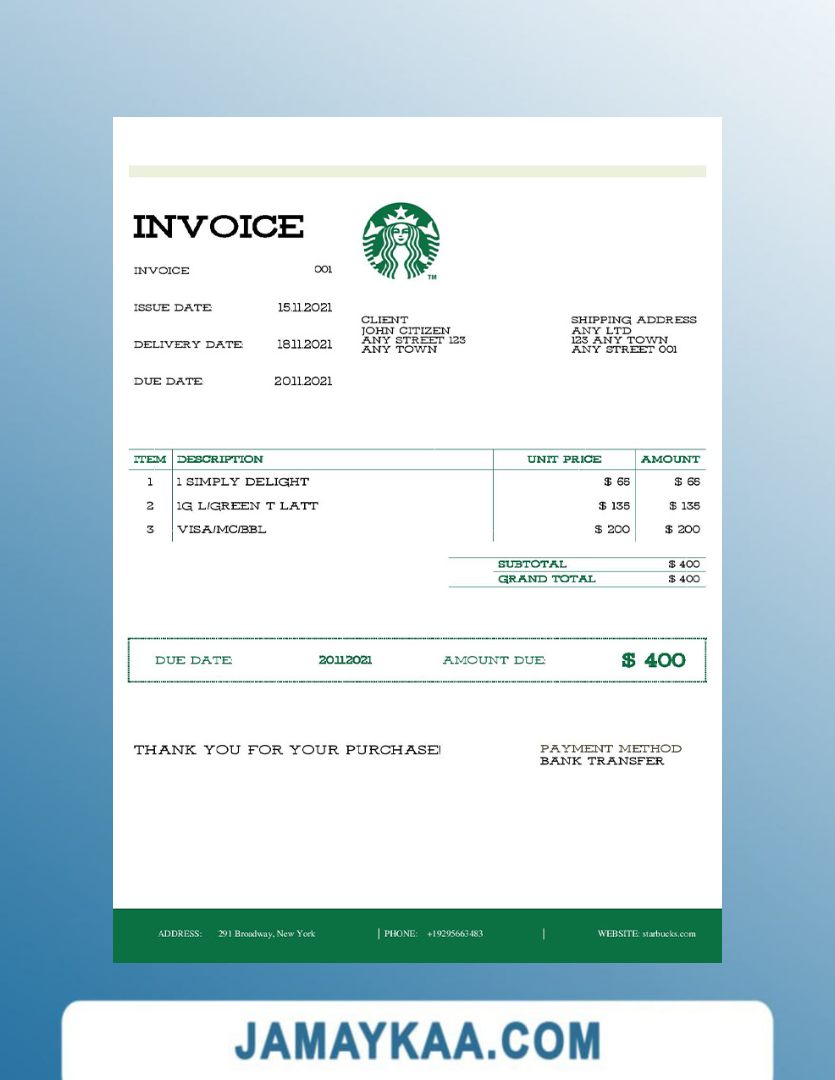 INVOICE
INVOICE 001
ISSUE DATE: 15.11.2021
DELIVERY DATE: 18.11.2021
DUE DATE: 20.11.2021
TM
CLIENT
JOHN CITIZEN
ANY STREET 123
ANY TOWN
SHIPPING ADDRESS
ANY LTD
123 ANY TOWN
ANY STREET 001
ITEM DESCRIPTION UNIT PRICE AMOUNT
1 1 SIMPLY DELIGHT $ 65 $ 65
2 1G L/GREEN T LATT $ 135 $ 135
3 VISA/MC/BBL $ 200 $ 200
SUBTOTAL $ 400
GRAND TOTAL $ 400
DUE DATE: 20.11.2021 AMOUNT DUE: $ 400
THANK YOU FOR YOUR PURCHASE!
PAYMENT METHOD
BANK TRANSFER
ADDRESS: 291 Broadway, New York | PHONE: +19295663483 | WEBSITE: starbucks.com
JAMAYKAA.COM